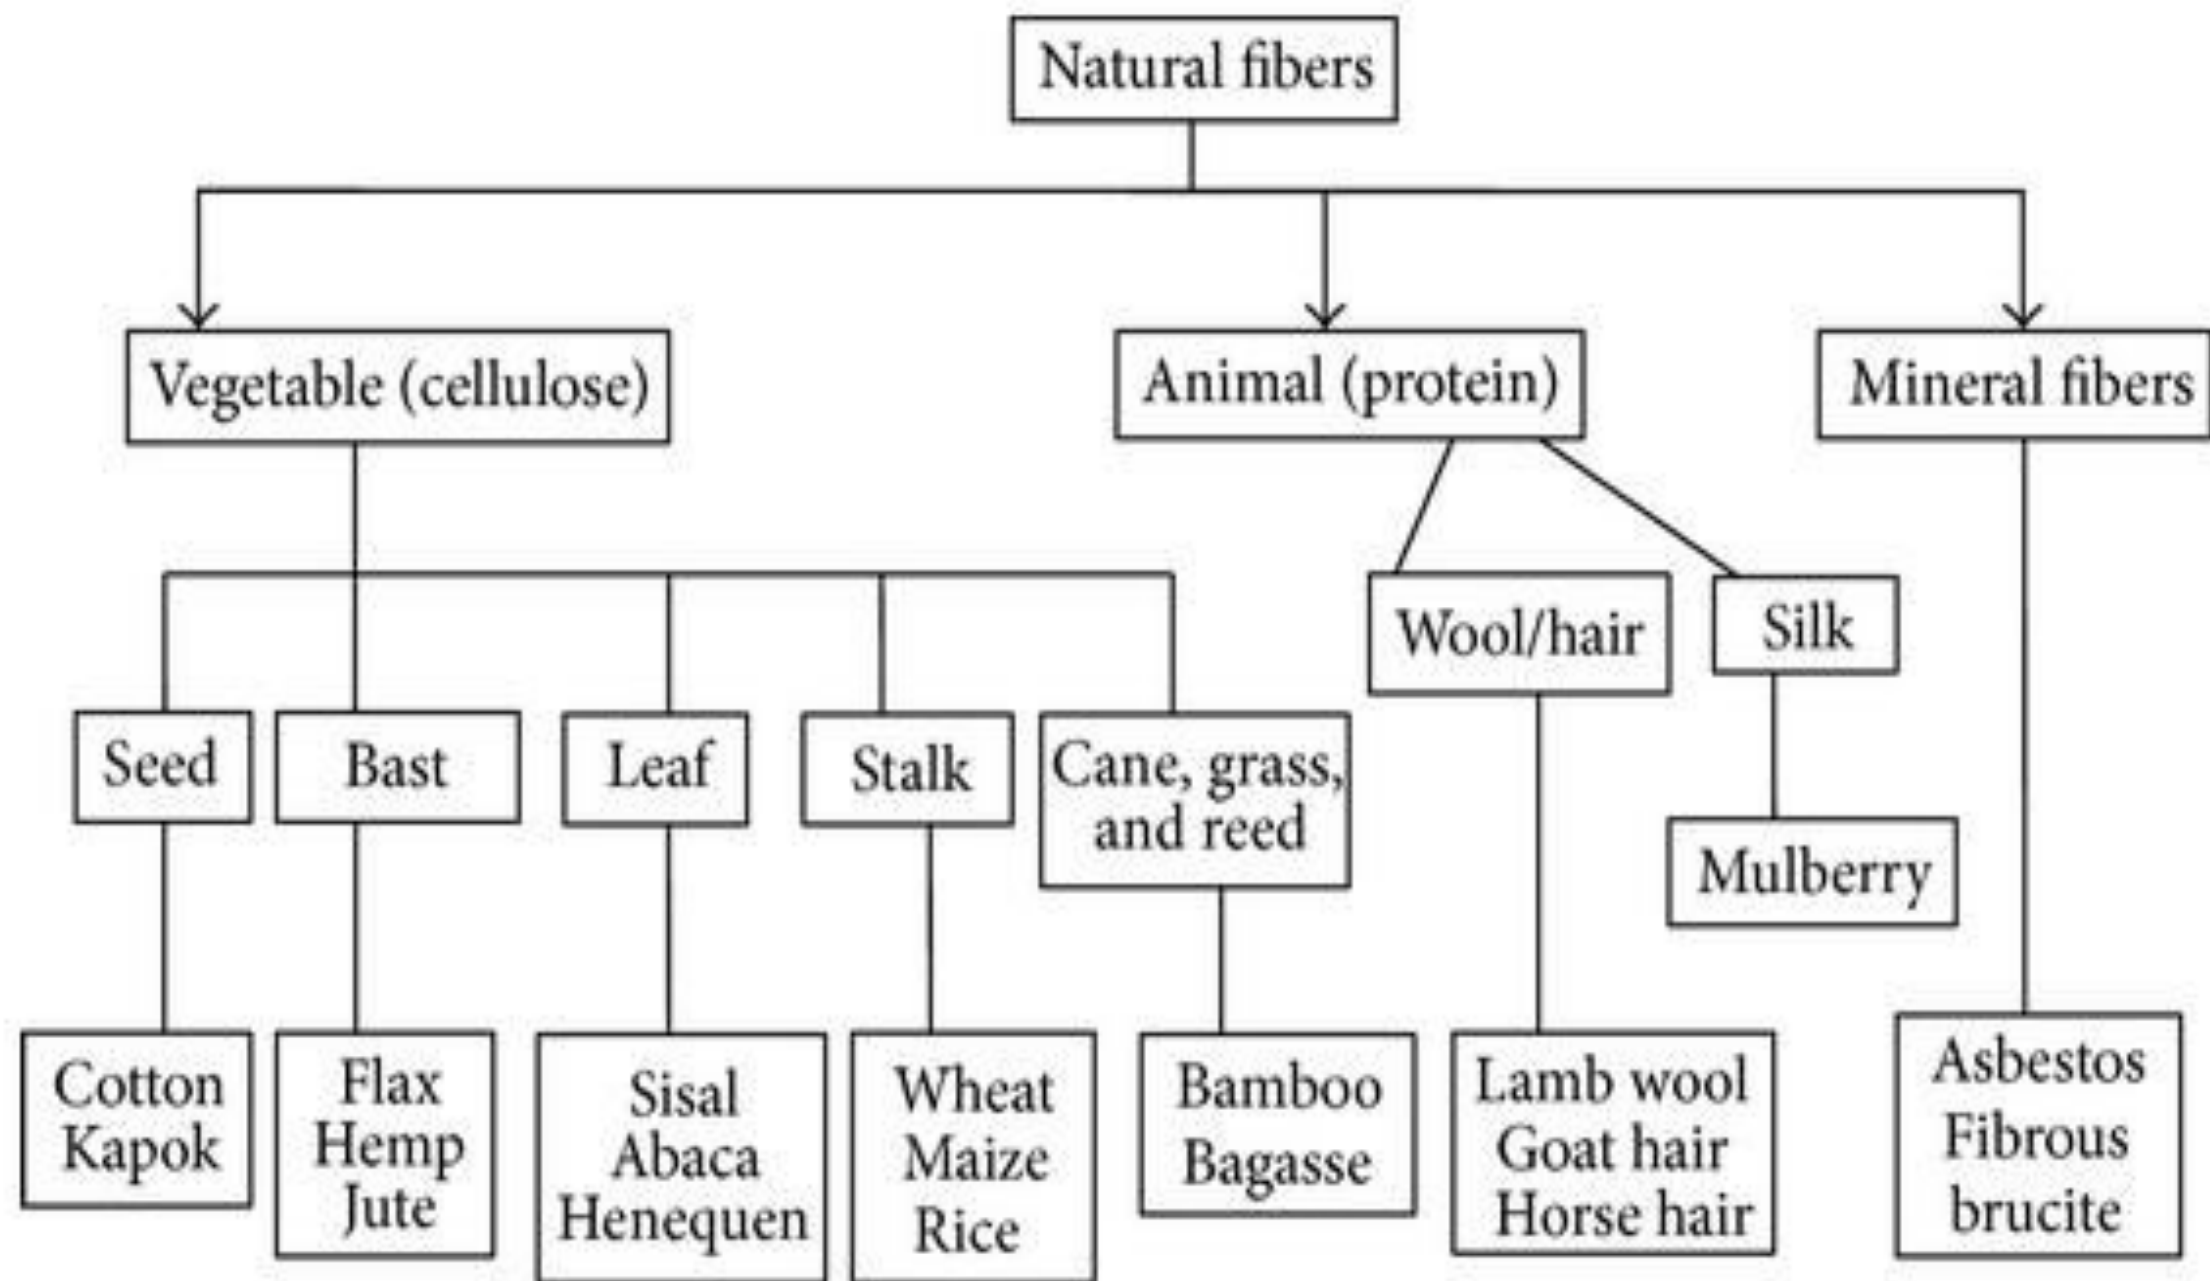 Natural fibers
Vegetable (cellulose)
Animal (protein)
Mineral fibers
Wool/hair
Silk
Seed
Bast
Leaf
Stalk
Cane, grass,
and reed
Mulberry
Cotton
Kapok
Flax
Hemp
Jute
Sisal
Abaca
Henequen
Wheat
Maize
Rice
Bamboo
Bagasse
Lamb wool
Goat hair
Horse hair
Asbestos
Fibrous
brucite